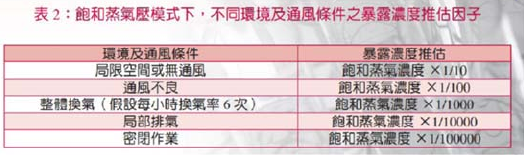 表 2：飽和蒸氣壓模式下，不同環境及通風條件之暴露濃度推估因子
環境及通風條件 暴露濃度推估
局限空間或無通風 飽和蒸氣濃度 ×1/10
通風不良 飽和蒸氣濃度 ×1/100
整體換氣（假設每小時換氣率 6 次） 飽和蒸氣濃度 ×1/1000
局部排氣 飽和蒸氣濃度 ×1/10000
密閉作業 飽和蒸氣濃度 ×1/100000